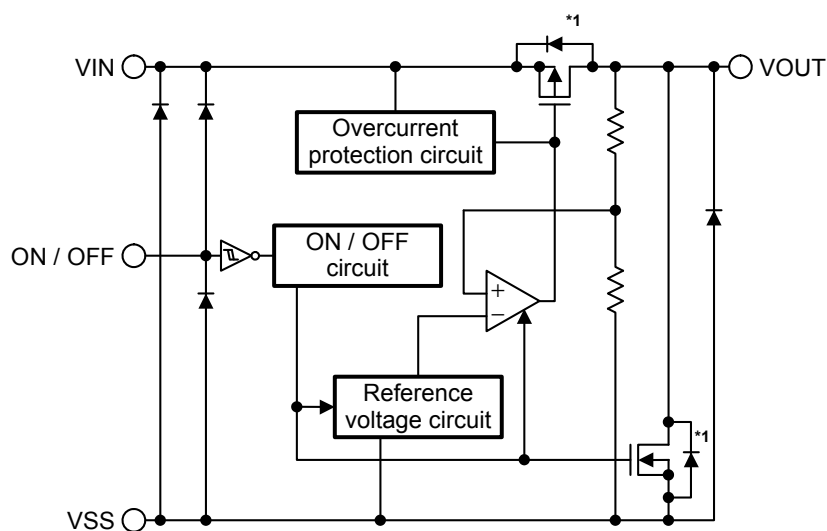 *1
VIN
VOUT
Overcurrent
protection circuit
ON / OFF
ON / OFF
circuit
+
−
Reference
voltage circuit
*1
VSS